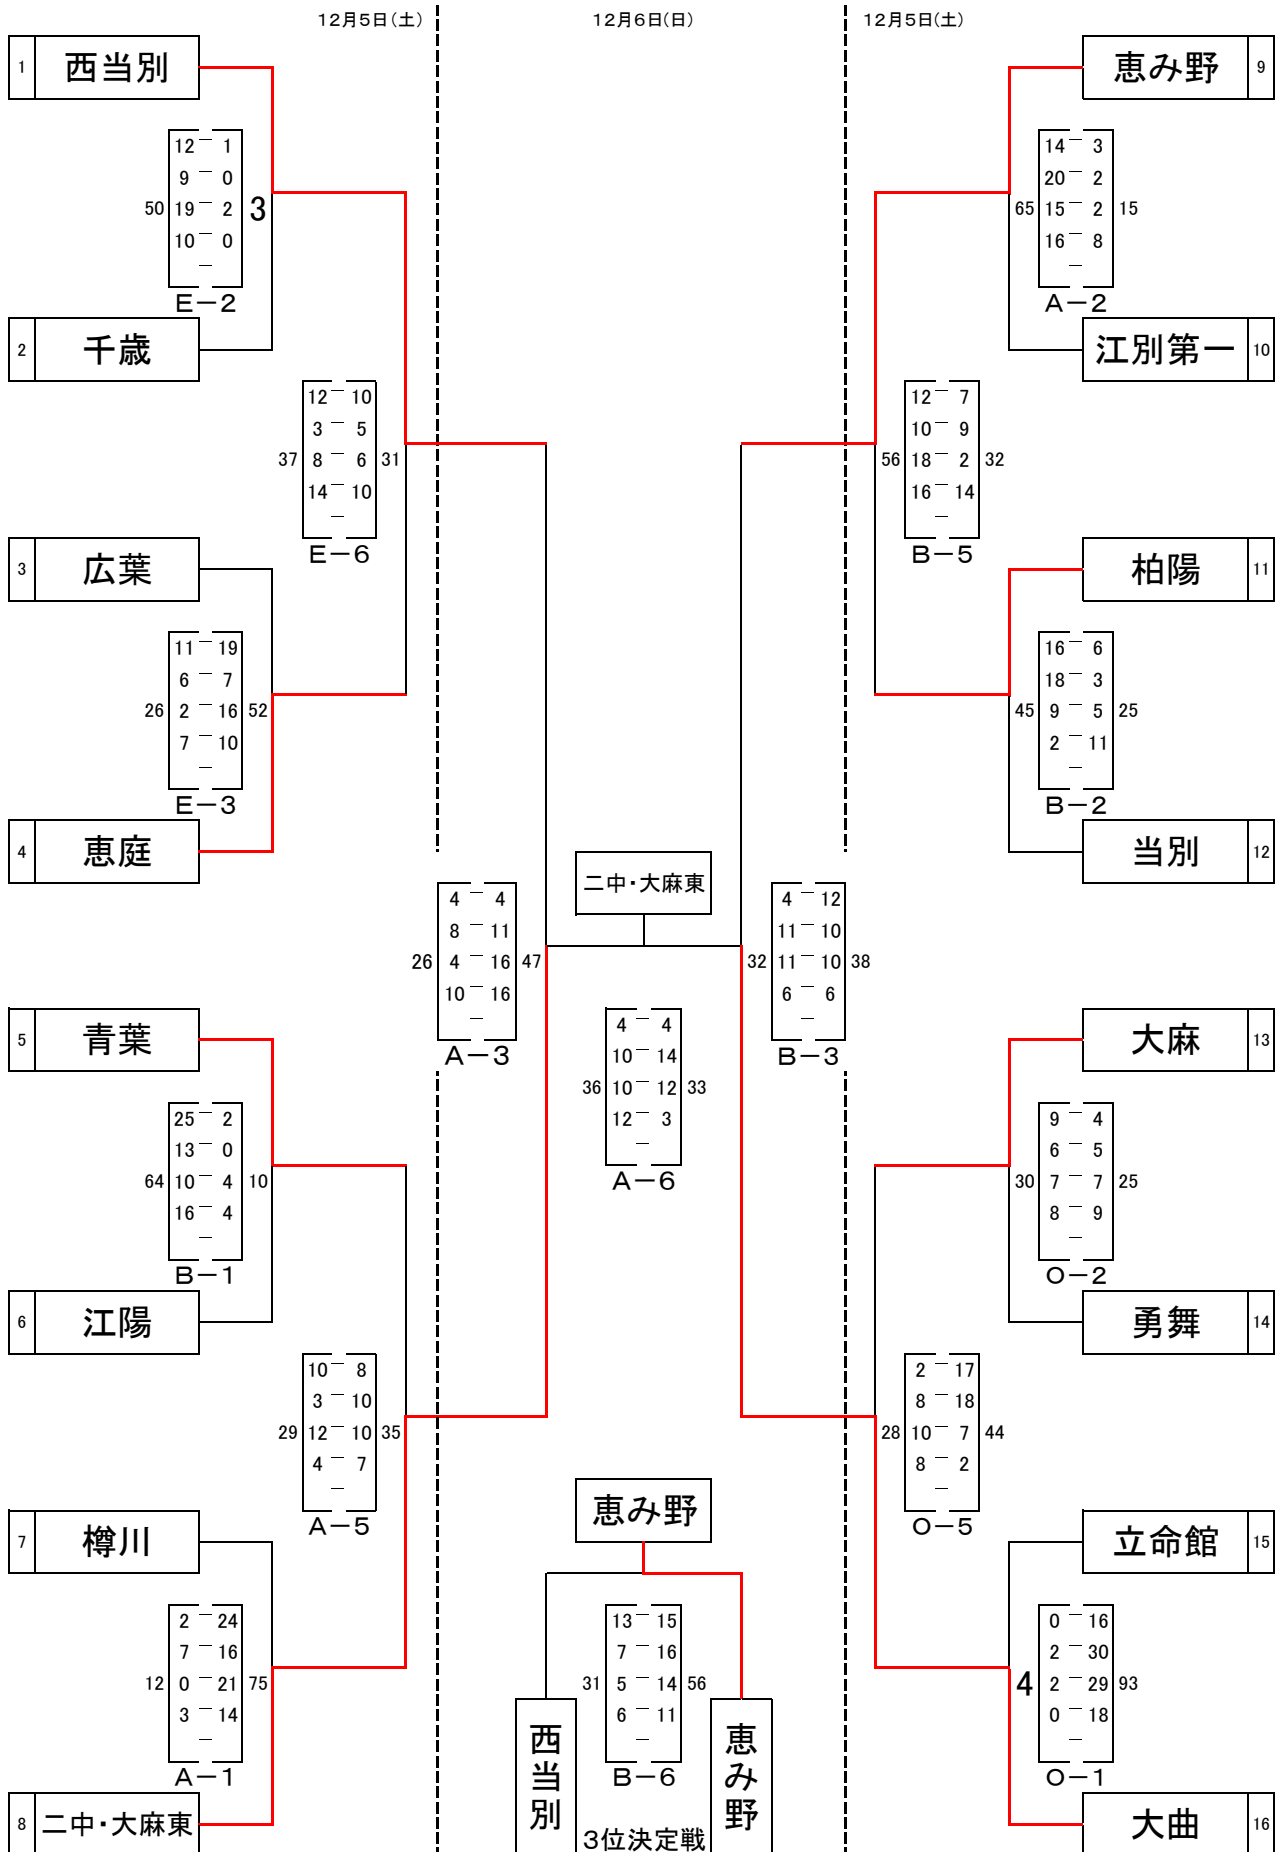 12月5日(土)
12月6日(日)
12月5日(土)
1 西当別
12 － 1
9 － 0
50 19 － 2 3
10 － 0
－
E－2
2 千歳
12 － 10
3 － 5
37 8 － 6 31
14 － 10
－
E－6
3 広葉
11 － 19
6 － 7
26 2 － 16 52
7 － 10
－
E－3
4 恵庭
4 － 4
8 － 11
26 4 － 16 47
10 － 16
－
A－3
5 青葉
25 － 2
13 － 0
64 10 － 4 10
16 － 4
－
B－1
6 江陽
10 － 8
3 － 10
29 12 － 10 35
4 － 7
－
A－5
7 樽川
2 － 24
7 － 16
12 0 － 21 75
3 － 14
－
A－1
8 二中・大麻東
二中・大麻東
4 － 4
10 － 14
36 10 － 12 33
12 － 3
－
A－6
恵み野
13 － 15
7 － 16
31 5 － 14 56
6 － 11
－
B－6
西当別
恵み野
3位決定戦
恵み野 9
14 － 3
20 － 2
65 15 － 2 15
16 － 8
－
A－2
江別第一 10
12 － 7
10 － 9
56 18 － 2 32
16 － 14
－
B－5
柏陽 11
16 － 6
18 － 3
45 9 － 5 25
2 － 11
－
B－2
当別 12
4 － 12
11 － 10
32 11 － 10 38
6 － 6
－
B－3
大麻 13
9 － 4
6 － 5
30 7 － 7 25
8 － 9
－
O－2
勇舞 14
2 － 17
8 － 18
28 10 － 7 44
8 － 2
－
O－5
立命館 15
0 － 16
2 － 30
4 2 － 29 93
0 － 18
－
O－1
大曲 16